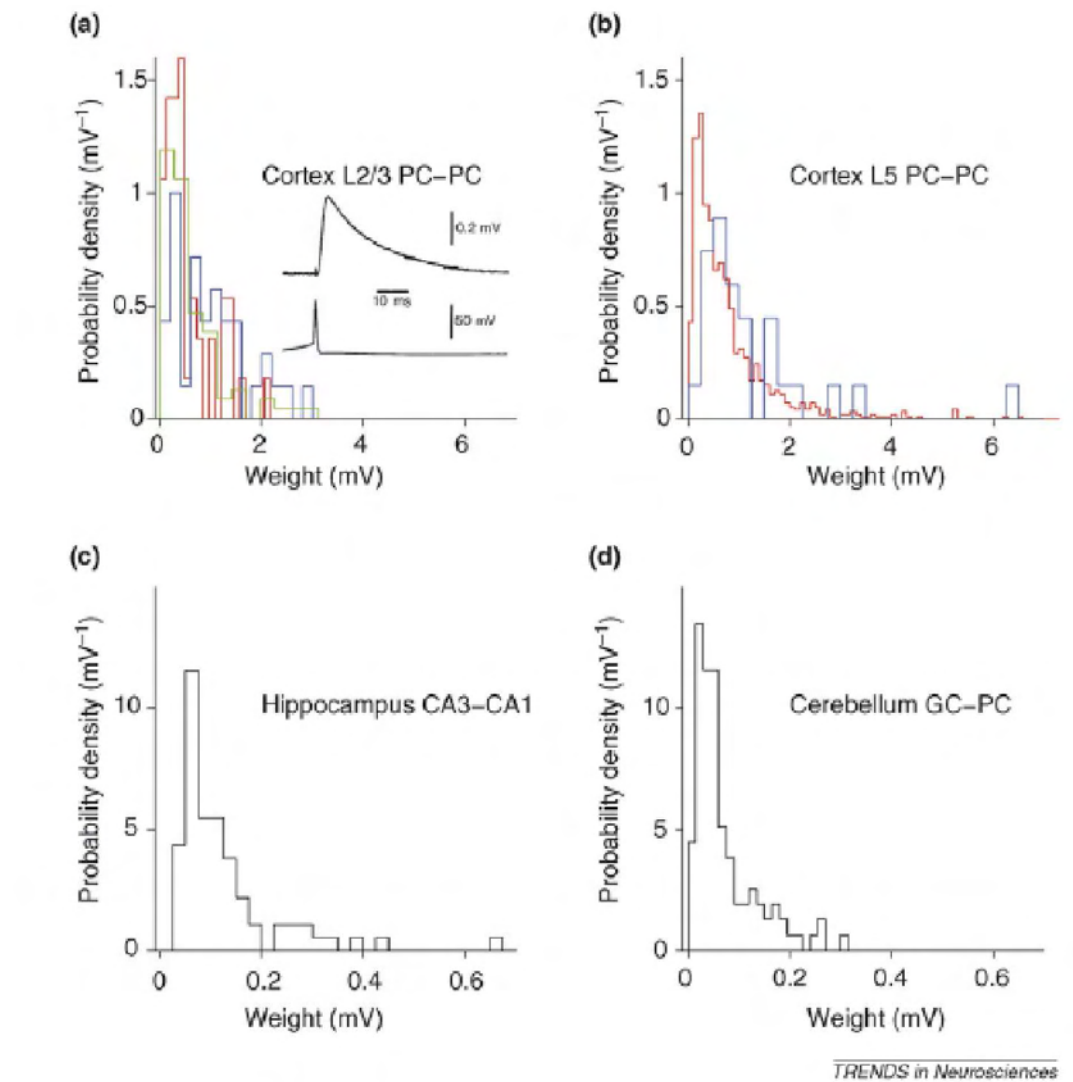 (a)
1.5
1
0.5
0
Probability density (mV⁻¹)
Cortex L2/3 PC–PC
0.2 mV
10 ms
50 mV
0 2 4 6
Weight (mV)
(b)
1.5
1
0.5
0
Probability density (mV⁻¹)
Cortex L5 PC–PC
0 2 4 6
Weight (mV)
(c)
10
5
0
Probability density (mV⁻¹)
Hippocampus CA3–CA1
0 0.2 0.4 0.6
Weight (mV)
(d)
10
5
0
Probability density (mV⁻¹)
Cerebellum GC–PC
0 0.2 0.4 0.6
Weight (mV)
TRENDS in Neurosciences